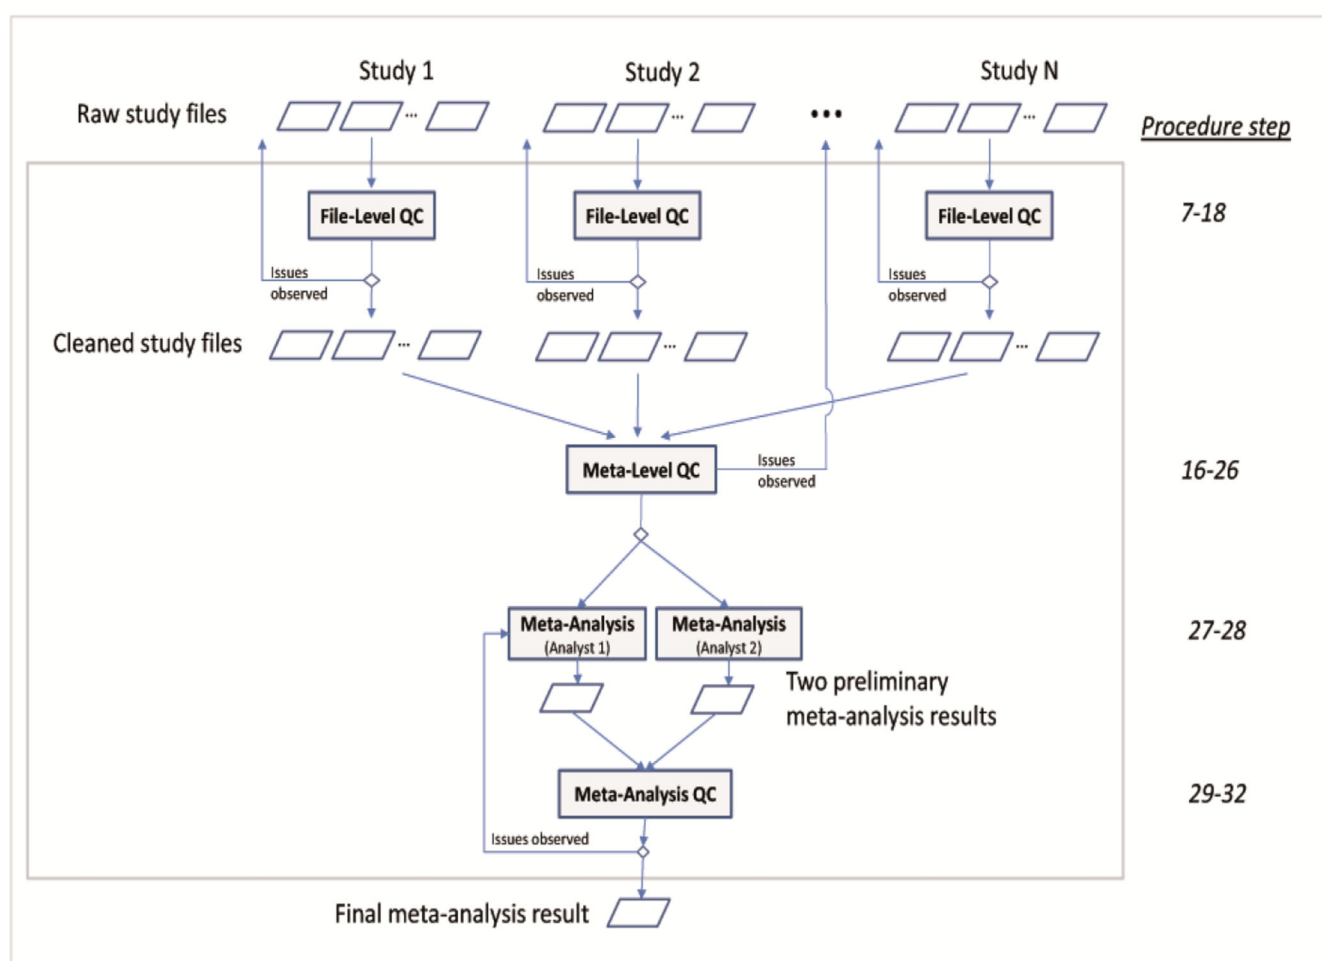 Study 1
Study 2
Study N
Raw study files
...
...
•••
...
Procedure step
File-Level QC
File-Level QC
File-Level QC
7-18
Issues
observed
Issues
observed
Issues
observed
Cleaned study files
...
...
...
Meta-Level QC
Issues
observed
16-26
Meta-Analysis
(Analyst 1)
Meta-Analysis
(Analyst 2)
27-28
Two preliminary
meta-analysis results
Meta-Analysis QC
29-32
Issues observed
Final meta-analysis result